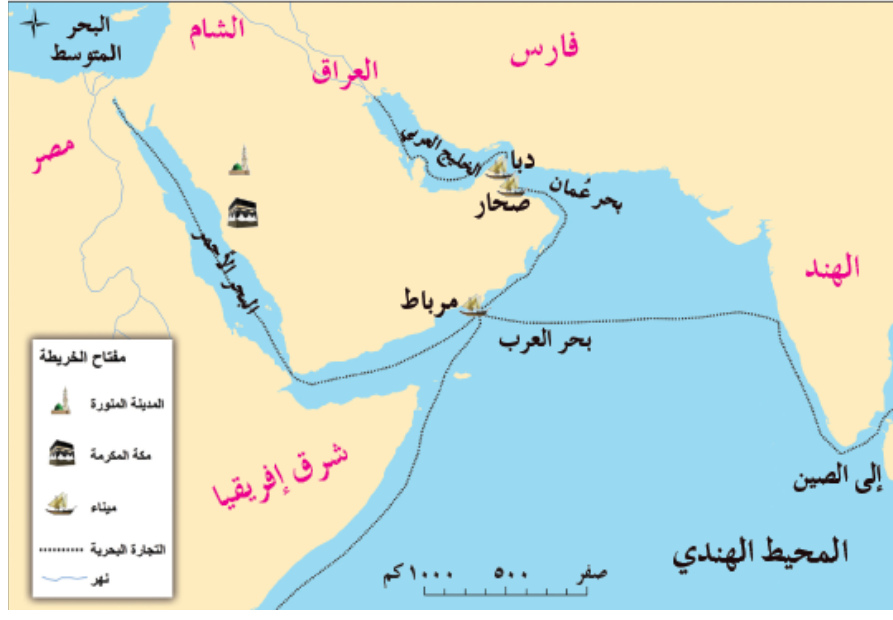 البحر
المتوسط
الشام
العراق
فارس
مصر
الخليج العربي
دبا
صحار
بحر عُمان
البحر الأحمر
الهند
مرباط
بحر العرب
شرق إفريقيا
إلى الصين
المحيط الهندي
صفر ٥٠٠ ١٠٠٠ كم
مفتاح الخريطة
المدينة المنورة
مكة المكرمة
ميناء
التجارة البحرية
نهر